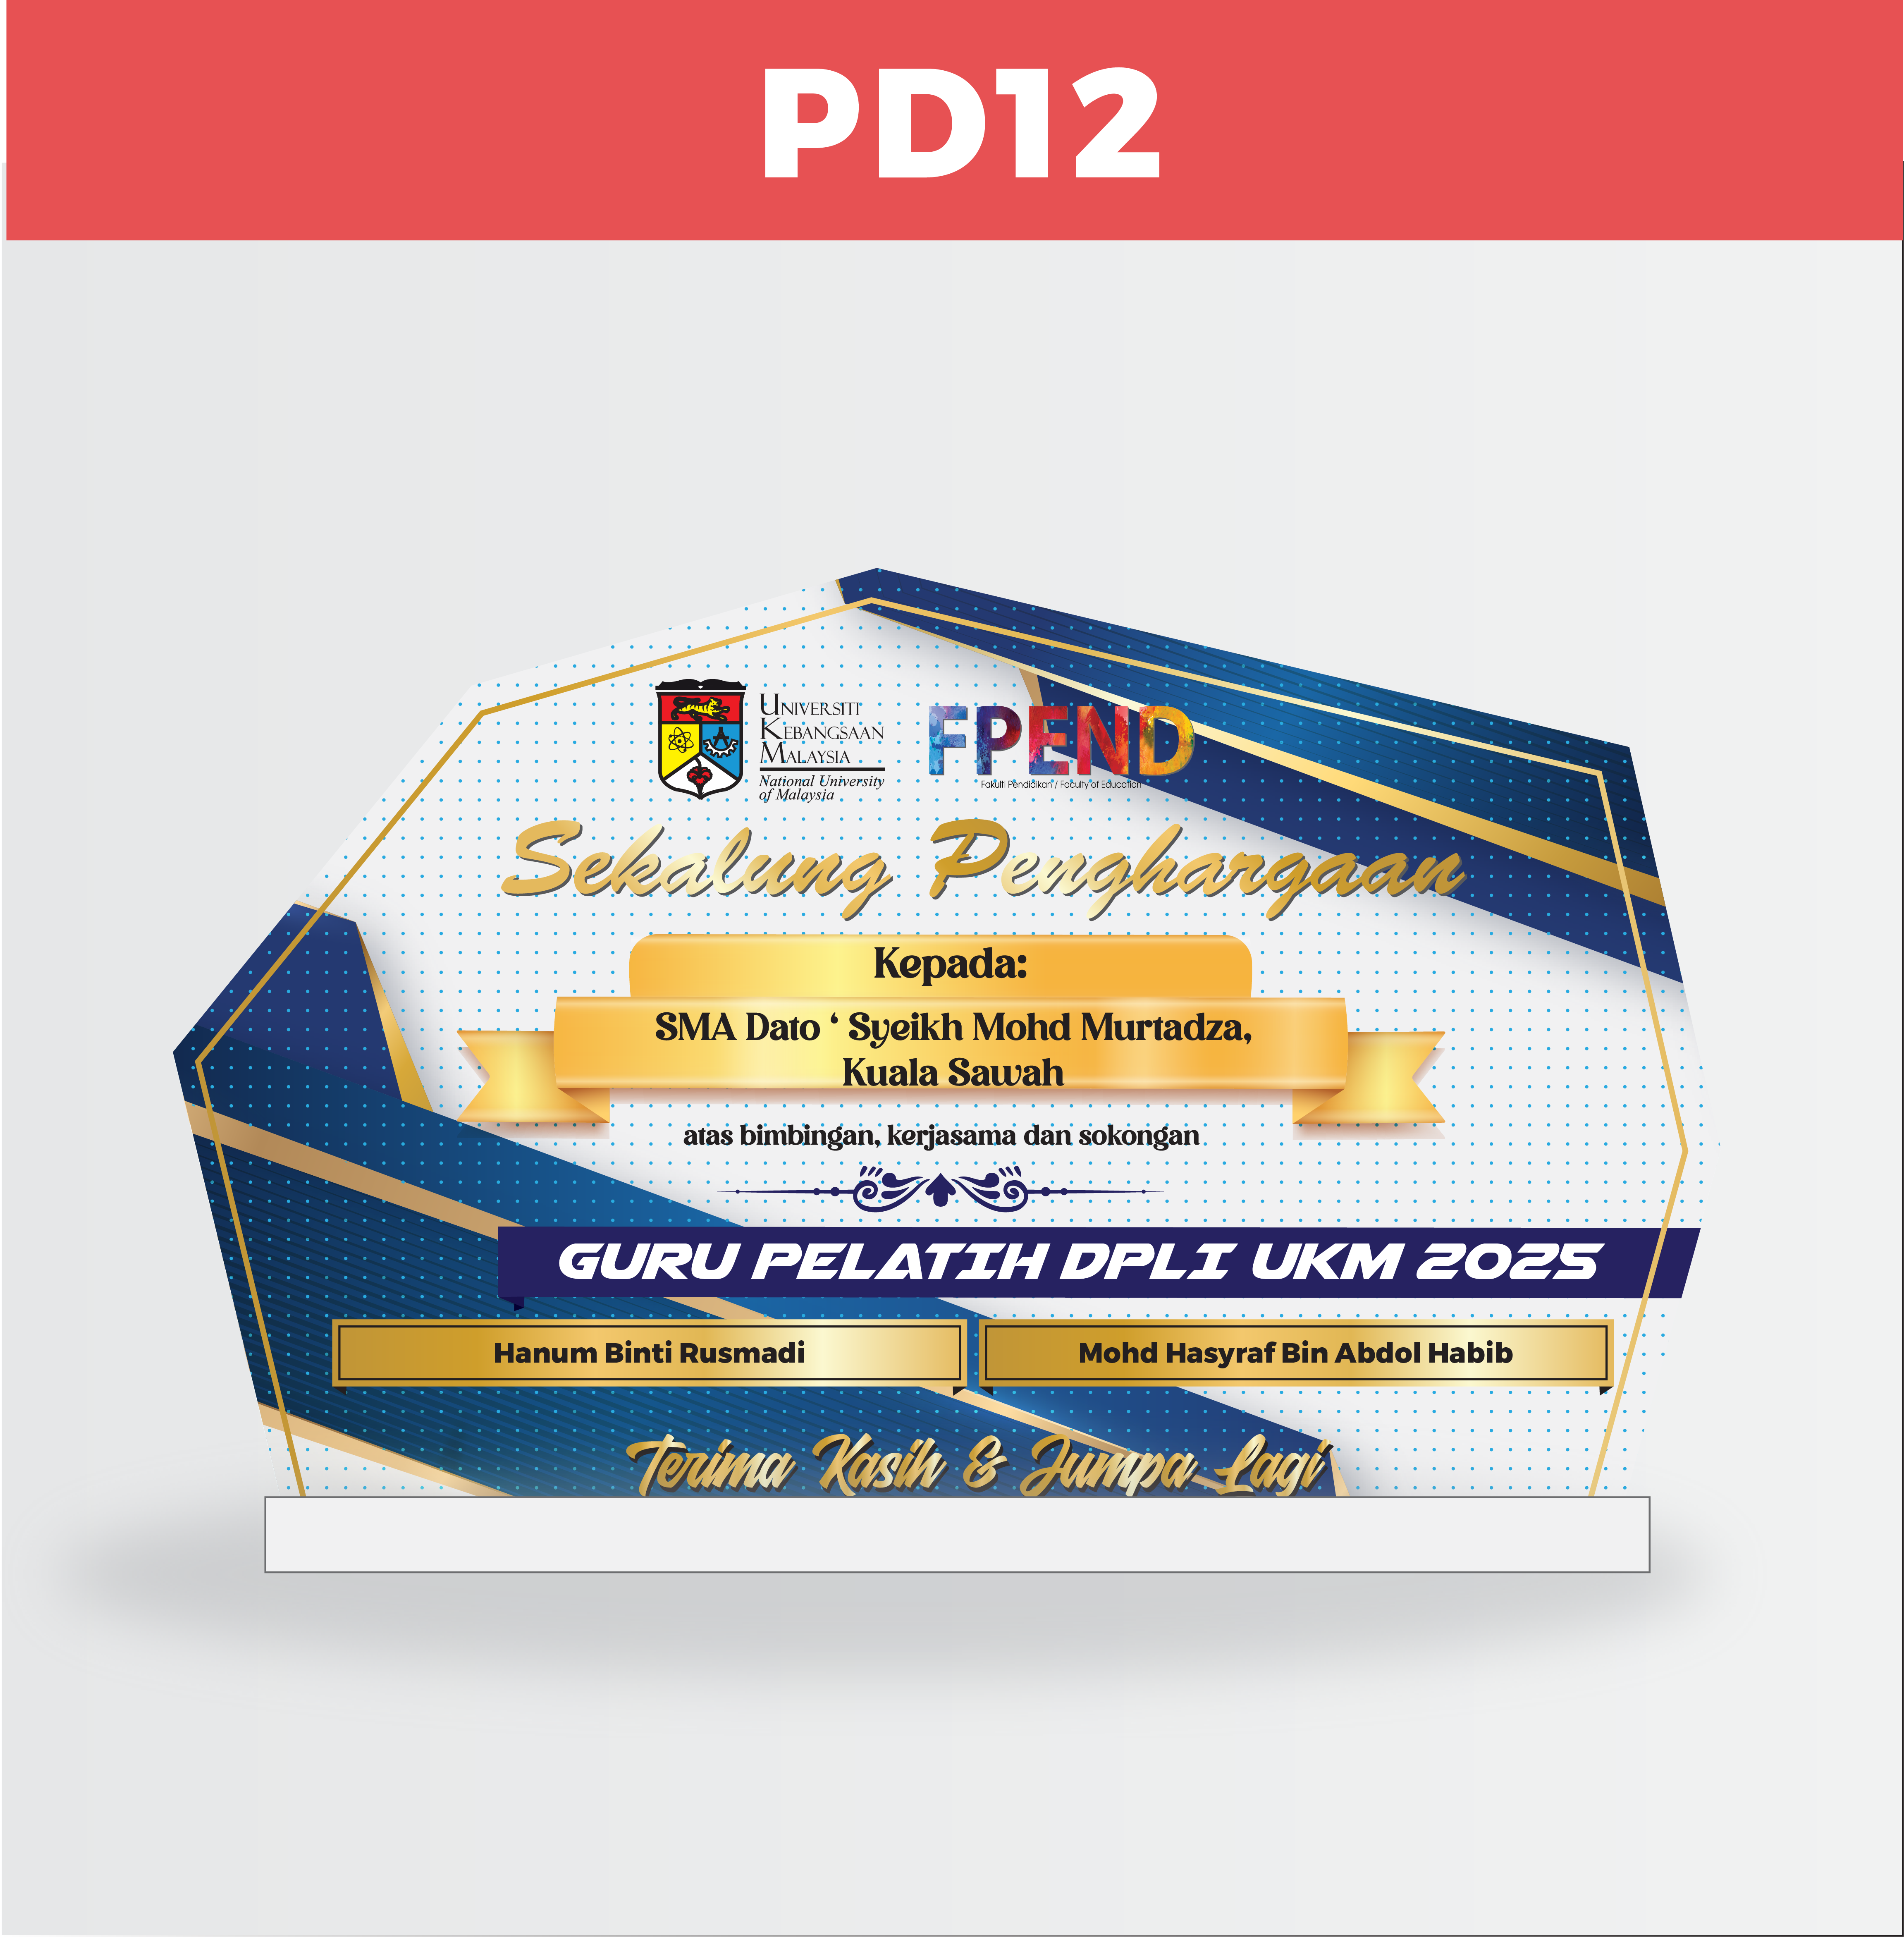 PD12
UNIVERSITI
KEBANGSAAN
MALAYSIA
National University
of Malaysia
FPEND
Fakulti Pendidikan / Faculty of Education
Sekalung Penghargaan
Kepada:
SMA Dato ‘ Syeikh Mohd Murtadza,
Kuala Sawah
atas bimbingan, kerjasama dan sokongan
GURU PELATIH DPLI UKM 2025
Hanum Binti Rusmadi
Mohd Hasyraf Bin Abdol Habib
Terima Kasih & Jumpa Lagi